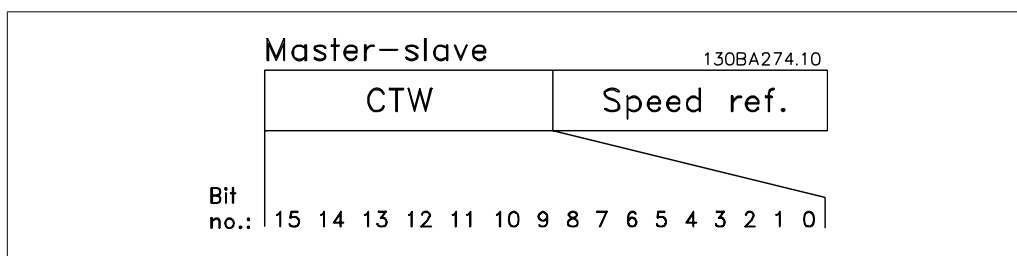 Master-slave
130BA274.10
CTW Speed ref.
Bit
no.: 15 14 13 12 11 10 9 8 7 6 5 4 3 2 1 0